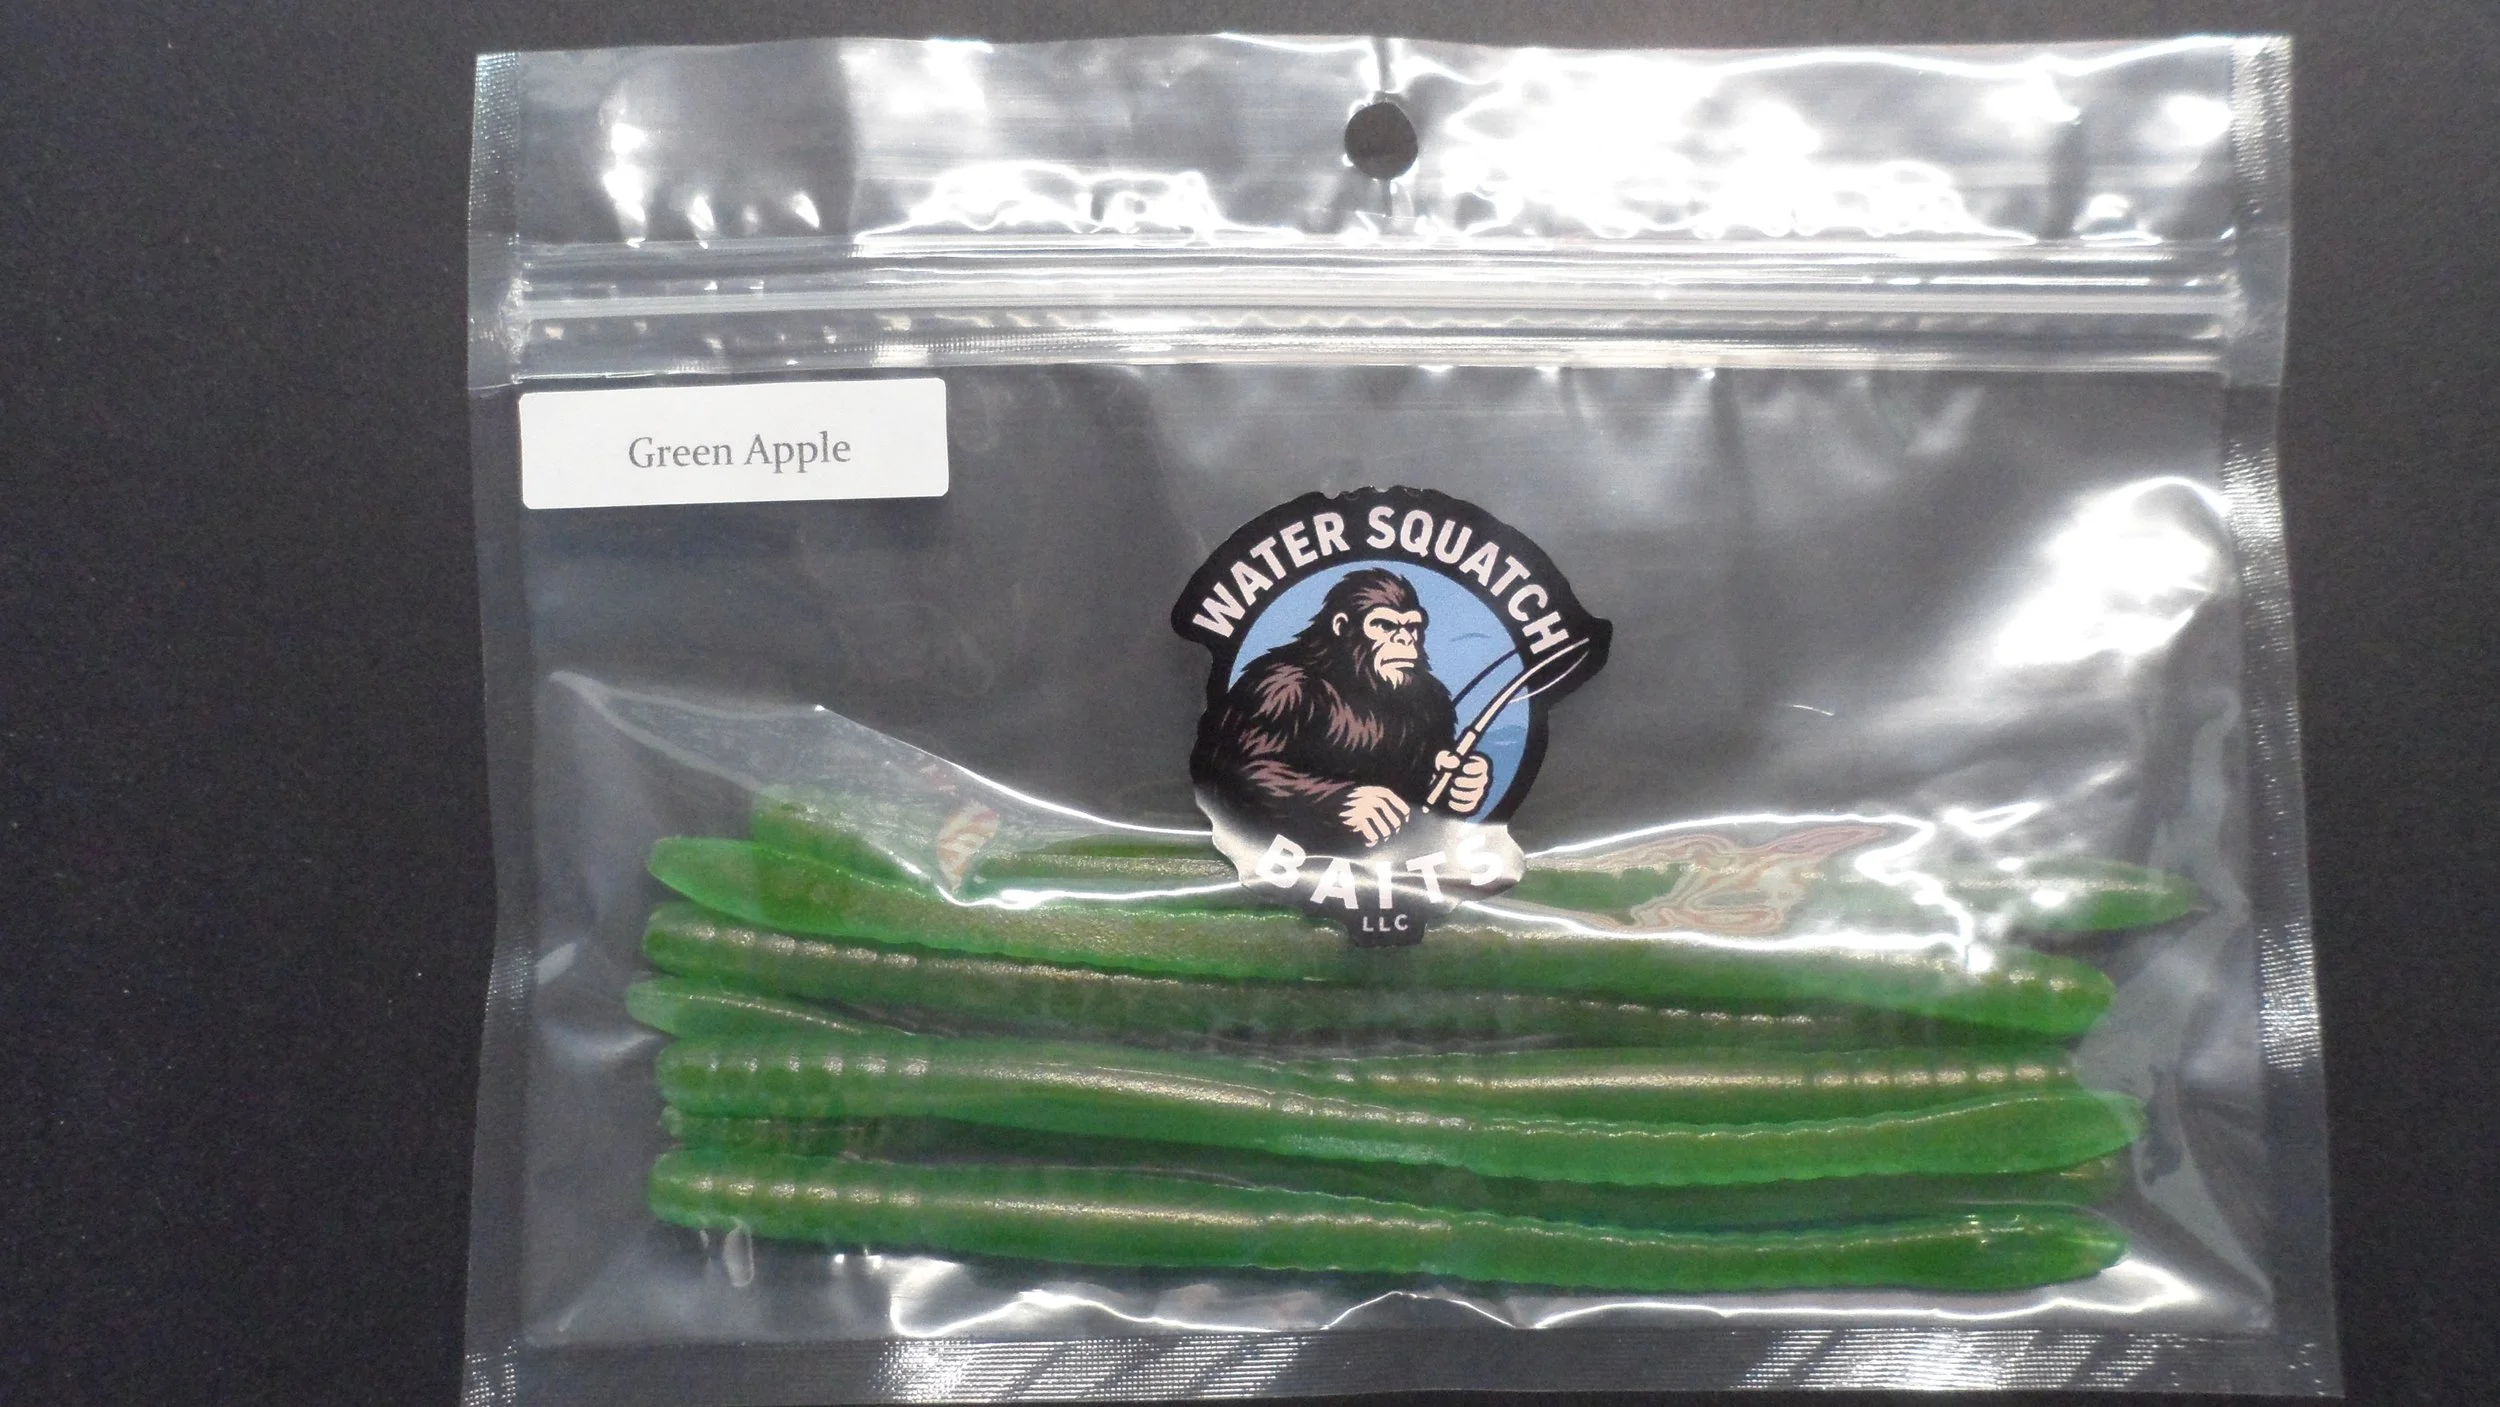 Green Apple
WATER SQUATCH
BAITS
LLC